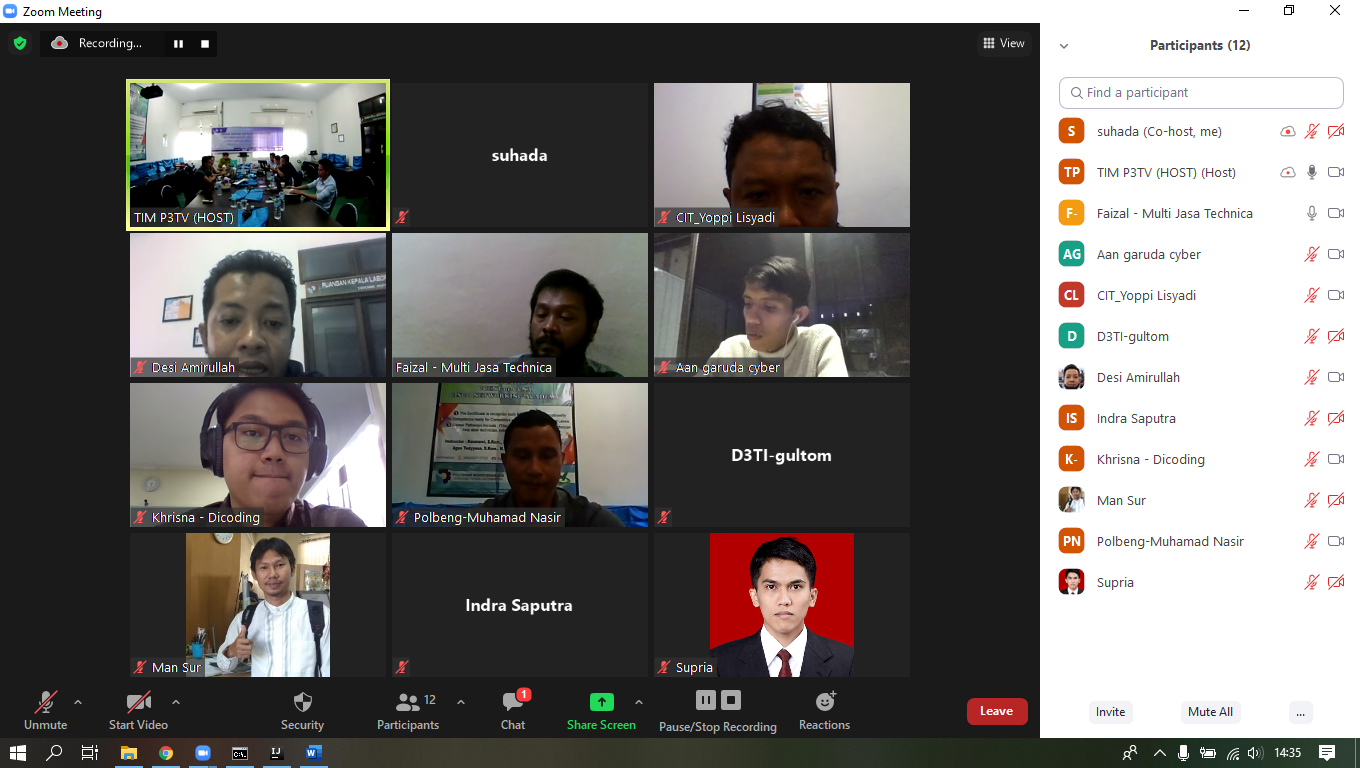 Zoom Meeting
Recording...
View
TIM P3TV (HOST)
suhada
CIT_Yoppi Lisyadi
RUANGAN KEPALA LABOR
Desi Amirullah
Faizal - Multi Jasa Technica
Aan garuda cyber
Khrisna - Dicoding
Polbeng-Muhamad Nasir
D3TI-gultom
Man Sur
Indra Saputra
Supria
Unmute
Start Video
Security
12
Participants
1
Chat
Share Screen
Pause/Stop Recording
Reactions
Leave
Participants (12)
Find a participant
S suhada (Co-host, me)
TP TIM P3TV (HOST) (Host)
F- Faizal - Multi Jasa Technica
AG Aan garuda cyber
CL CIT_Yoppi Lisyadi
D D3TI-gultom
Desi Amirullah
IS Indra Saputra
K- Khrisna - Dicoding
Man Sur
PN Polbeng-Muhamad Nasir
Supria
Invite
Mute All
...
14:35